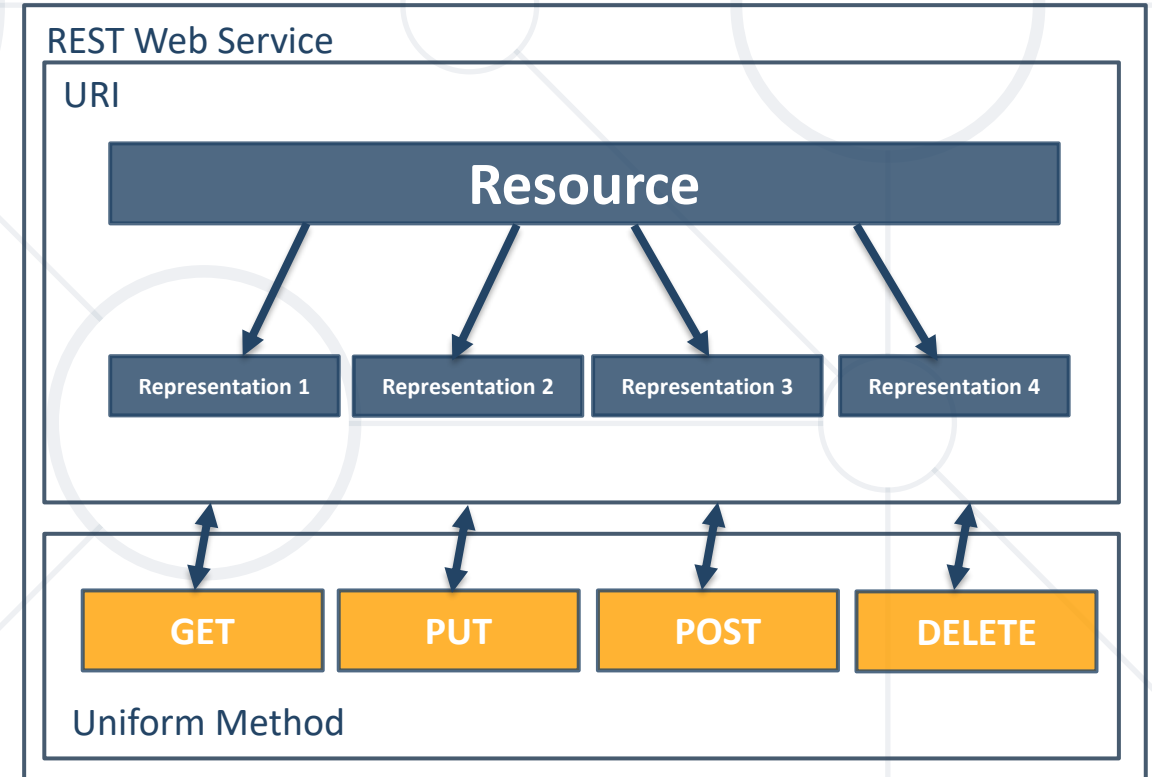 REST Web Service
URI
Resource
Representation 1
Representation 2
Representation 3
Representation 4
GET
PUT
POST
DELETE
Uniform Method